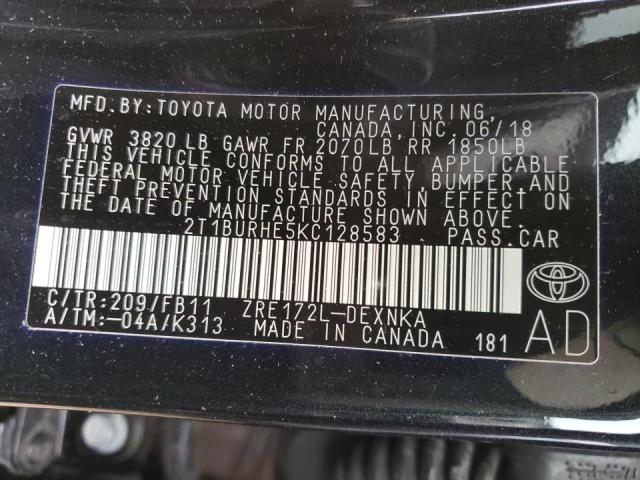 MFD. BY: TOYOTA MOTOR MANUFACTURING,
CANADA, INC. 06/18
GVWR 3820 LB GAWR FR 2070LB RR 1850LB
THIS VEHICLE CONFORMS TO ALL APPLICABLE
FEDERAL MOTOR VEHICLE SAFETY, BUMPER, AND
THEFT PREVENTION STANDARDS IN EFFECT ON
THE DATE OF MANUFACTURE SHOWN ABOVE.
2T1BURHE5KC128583 PASS. CAR
C/TR: 209/FB11 ZRE172L-DEXNKA
A/TM: -04A/K313 MADE IN CANADA 181 AD